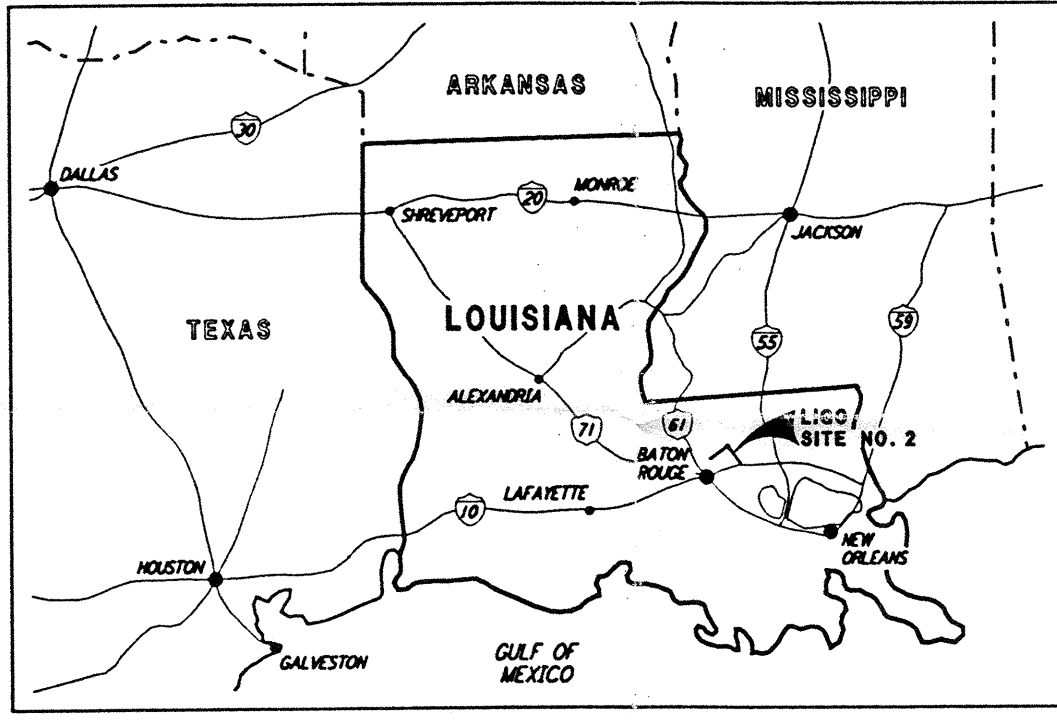 ARKANSAS
MISSISSIPPI
30
DALLAS
20
MONROE
SHREVEPORT
JACKSON
TEXAS
LOUISIANA
55
59
ALEXANDRIA
71
61
LIGO
SITE NO. 2
BATON
ROUGE
LAFAYETTE
10
NEW
ORLEANS
HOUSTON
GALVESTON
GULF OF
MEXICO